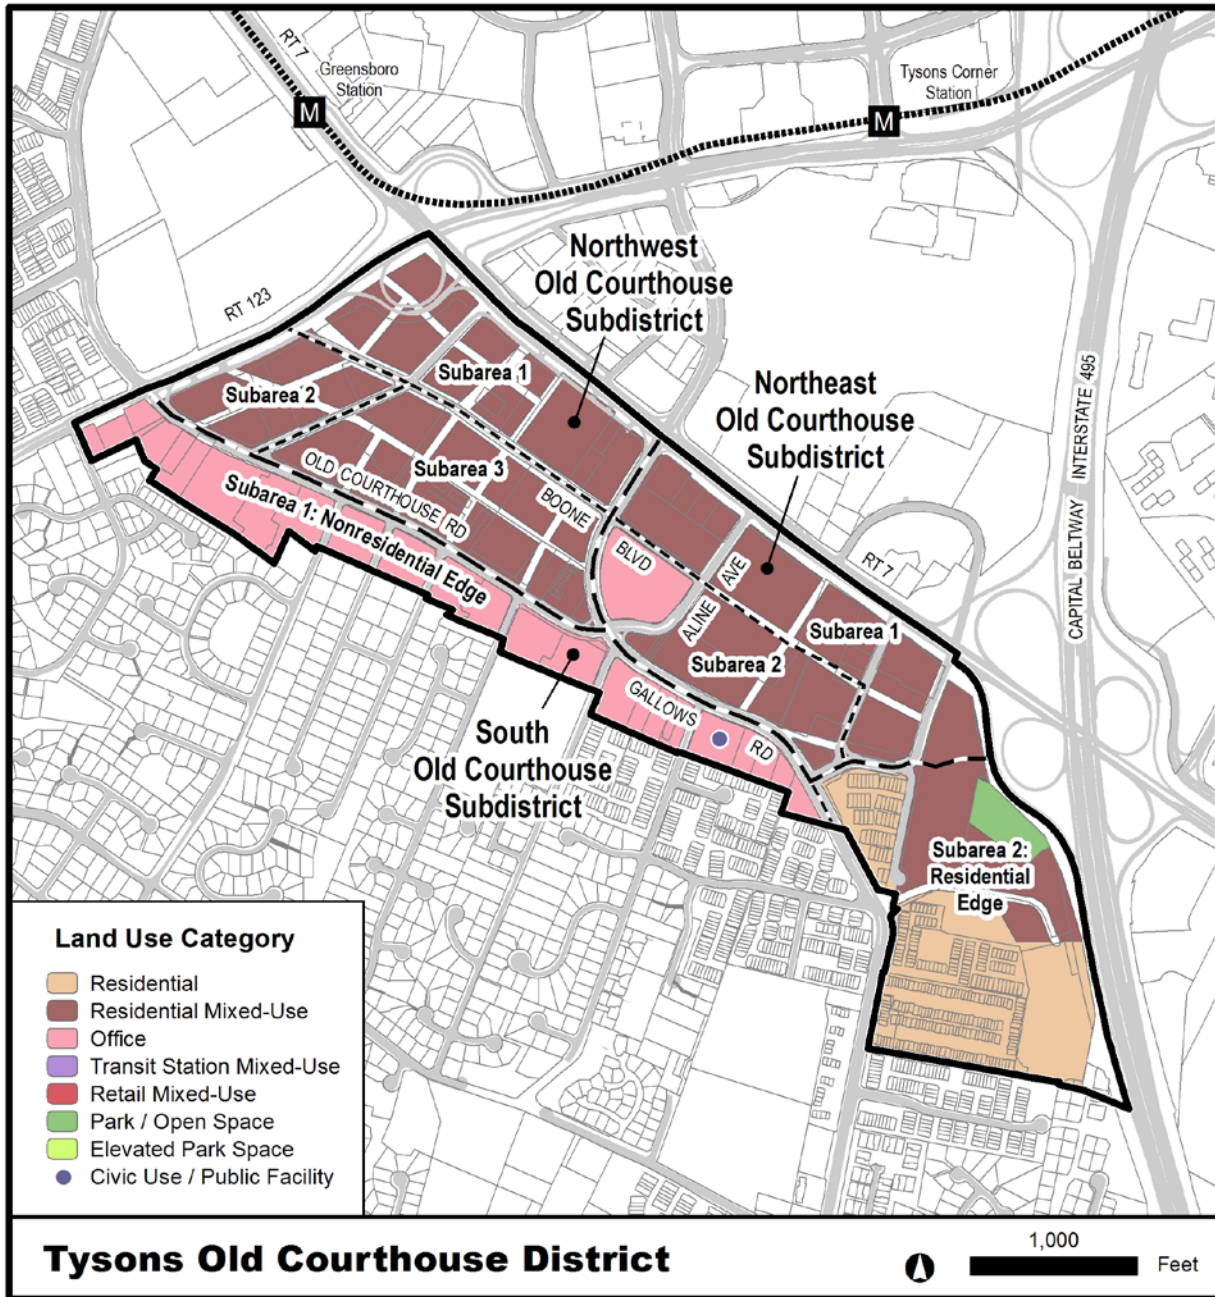 RT 7
Greensboro
Station
M
Tysons Corner
Station
M
RT 123
Northwest
Old Courthouse
Subdistrict
Northeast
Old Courthouse
Subdistrict
CAPITAL BELTWAY INTERSTATE 495
Subarea 1
Subarea 2
Subarea 3
OLD COURTHOUSE RD
BOONE BLVD
Subarea 1: Nonresidential Edge
RT 7
ALINE AVE
Subarea 1
Subarea 2
GALLOWS RD
South
Old Courthouse
Subdistrict
Subarea 2:
Residential
Edge
Land Use Category
Residential
Residential Mixed-Use
Office
Transit Station Mixed-Use
Retail Mixed-Use
Park / Open Space
Elevated Park Space
Civic Use / Public Facility
Tysons Old Courthouse District
1,000
Feet